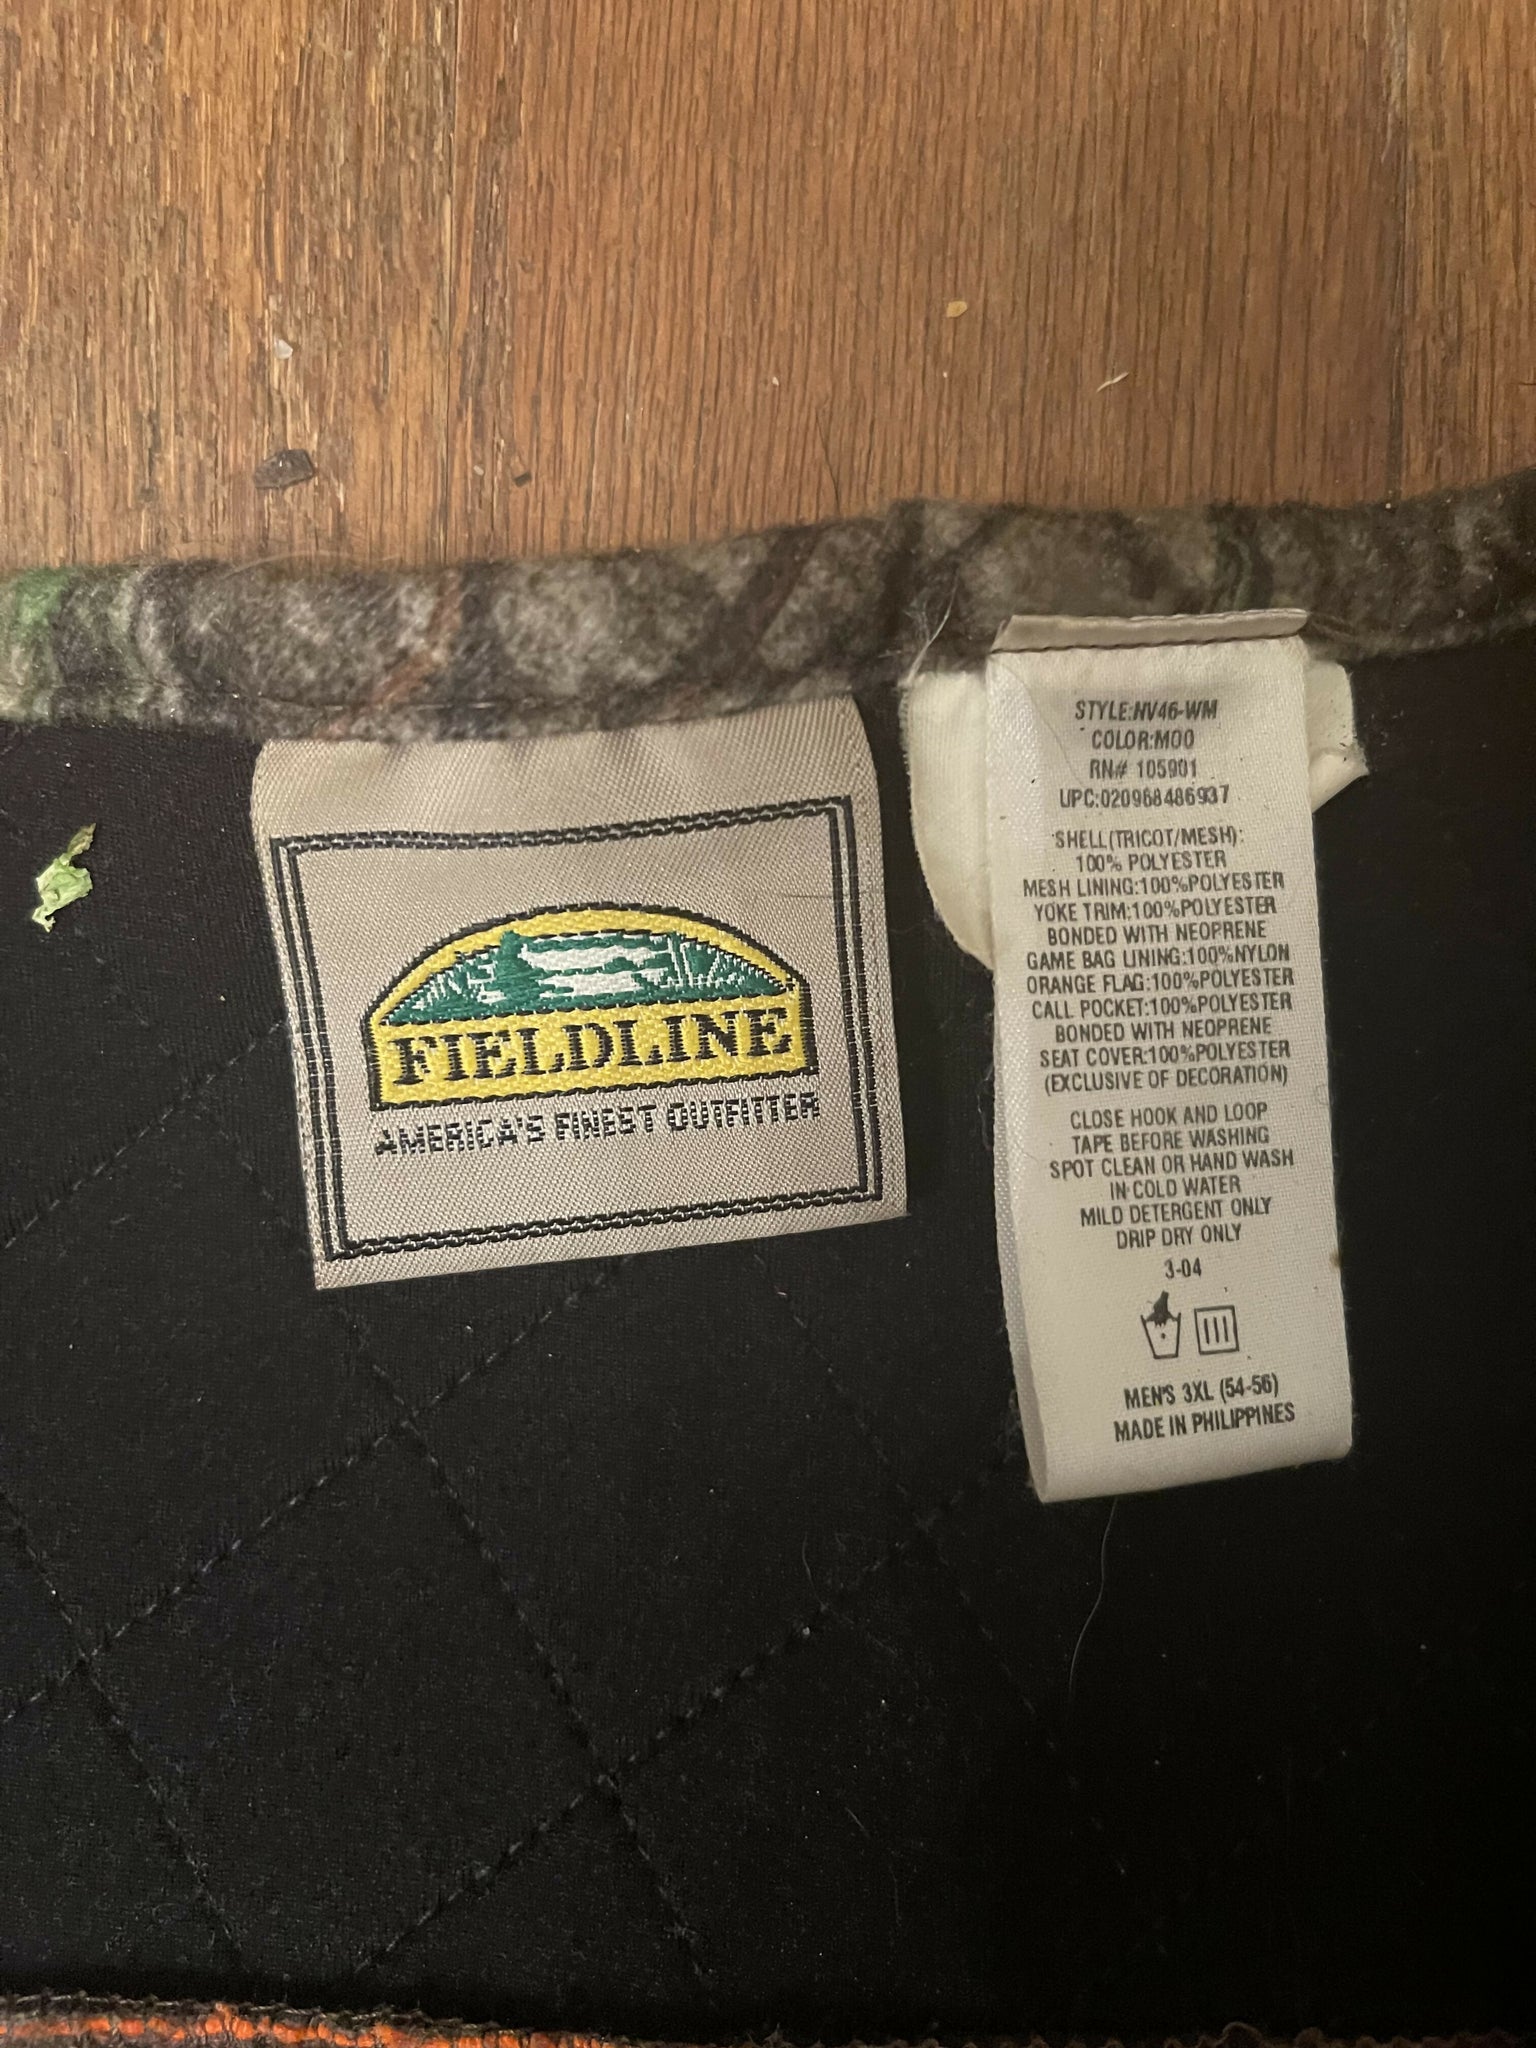 FIELDLINE
AMERICA'S FINEST OUTFITTER
STYLE:NV46-WM
COLOR:MOO
RN# 105901
UPC:020968486937
SHELL(TRICOT/MESH):
100% POLYESTER
MESH LINING:100%POLYESTER
YOKE TRIM:100%POLYESTER
BONDED WITH NEOPRENE
GAME BAG LINING:100%NYLON
ORANGE FLAG:100%POLYESTER
CALL POCKET:100%POLYESTER
BONDED WITH NEOPRENE
SEAT COVER:100%POLYESTER
(EXCLUSIVE OF DECORATION)
CLOSE HOOK AND LOOP
TAPE BEFORE WASHING
SPOT CLEAN OR HAND WASH
IN COLD WATER
MILD DETERGENT ONLY
DRIP DRY ONLY
3-04
MEN'S 3XL (54-56)
MADE IN PHILIPPINES